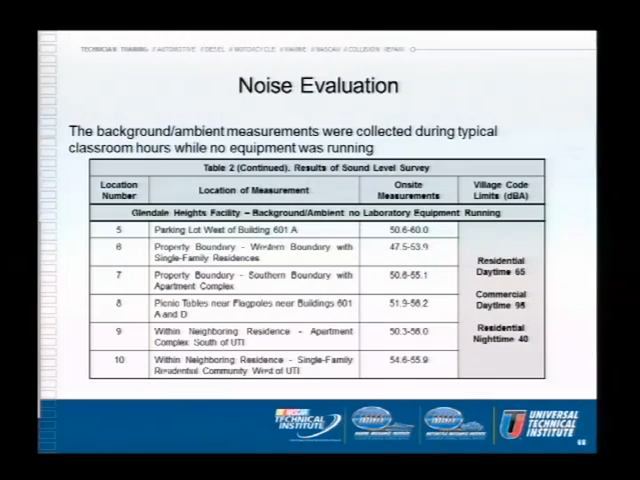 TECHNICIAN TRAINING: // AUTOMOTIVE // DIESEL // MOTORCYCLE // MARINE // NASCAR // COLLISION REPAIR
Noise Evaluation
The background/ambient measurements were collected during typical
classroom hours while no equipment was running
Table 2 (Continued). Results of Sound Level Survey
Location Number | Location of Measurement | Onsite Measurements | Village Code Limits (dBA)
Glendale Heights Facility – Background/Ambient no Laboratory Equipment Running
5 Parking Lot West of Building 601 A 50.6-60.0
6 Property Boundary - Western Boundary with Single-Family Residences 47.5-53.9
7 Property Boundary - Southern Boundary with Apartment Complex 50.6-55.1
8 Picnic Tables near Flagpoles near Buildings 601 A and D 51.9-56.2
9 Within Neighboring Residence - Apartment Complex South of UTI 50.3-56.0
10 Within Neighboring Residence - Single-Family Residential Community West of UTI 54.6-55.9
Residential
Daytime 65
Commercial
Daytime 95
Residential
Nighttime 40
NASCAR
TECHNICAL
INSTITUTE
UNIVERSAL
TECHNICAL
INSTITUTE